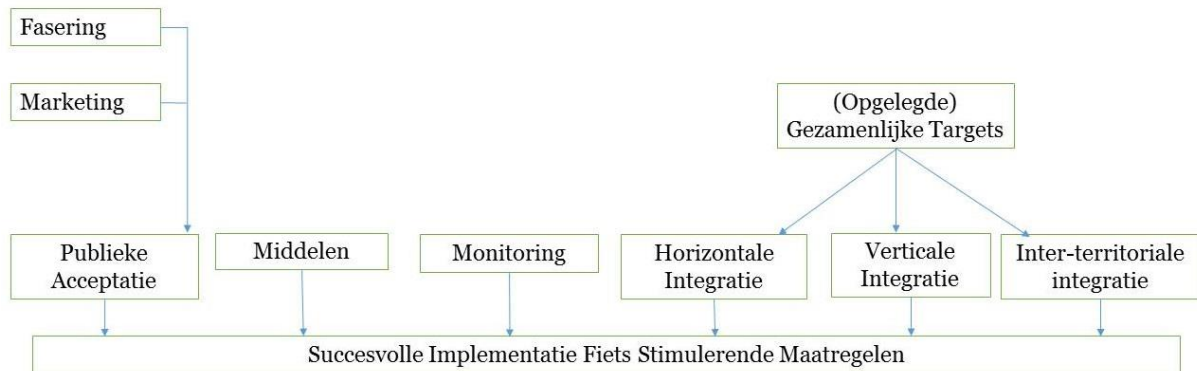 Fasering
Marketing
(Opgelegde)
Gezamenlijke Targets
Publieke
Acceptatie
Middelen
Monitoring
Horizontale
Integratie
Verticale
Integratie
Inter-territoriale
integratie
Succesvolle Implementatie Fiets Stimulerende Maatregelen